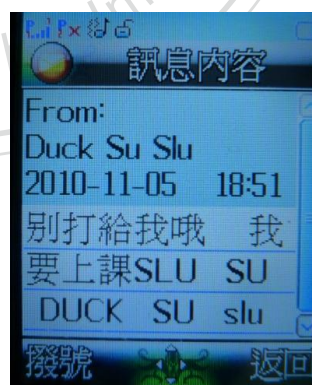 訊息內容
From:
Duck Su Slu
2010-11-05 18:51
別打給我哦 我
要上課SLU SU
DUCK SU slu
撥號 返回